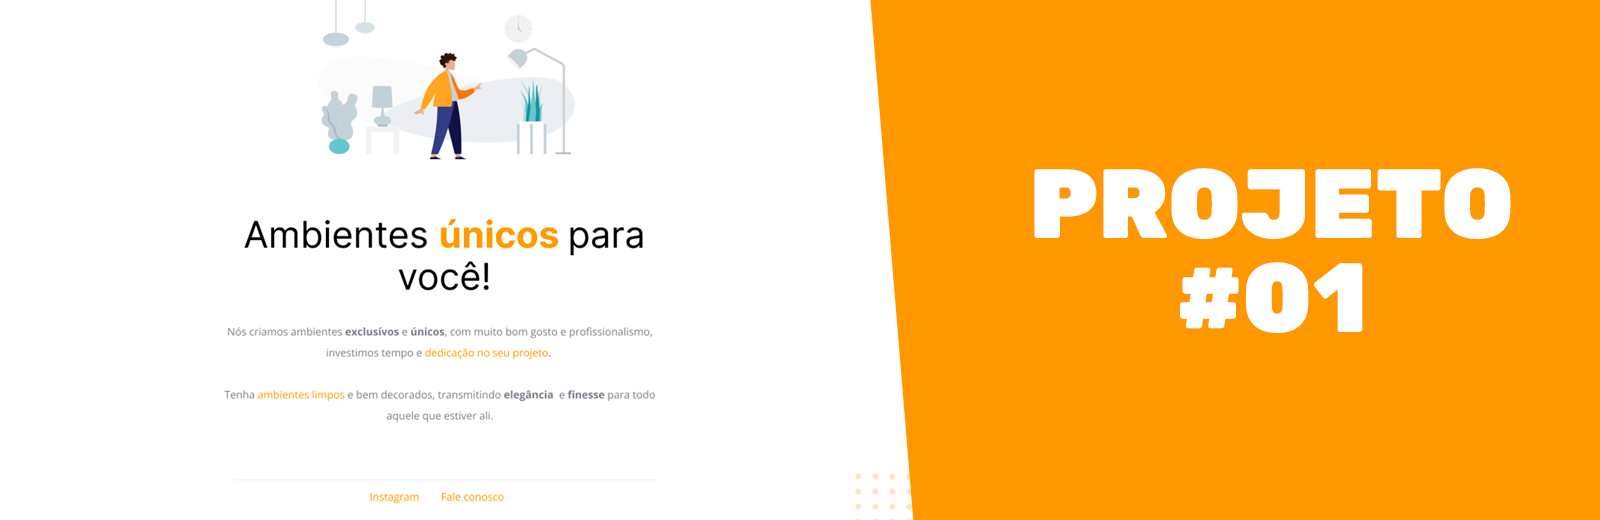 Ambientes únicos para
você!
Nós criamos ambientes exclusívos e únicos, com muito bom gosto e profissionalismo,
investimos tempo e dedicação no seu projeto.
Tenha ambientes limpos e bem decorados, transmitindo elegância e finesse para todo
aquele que estiver ali.
Instagram Fale conosco
PROJETO
#01